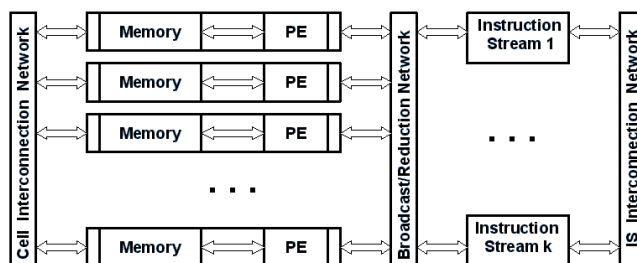 Cell Interconnection Network
Memory
PE
Memory
PE
Memory
PE
. . .
Memory
PE
Broadcast/Reduction Network
Instruction
Stream 1
. . .
Instruction
Stream k
IS Interconnection Network